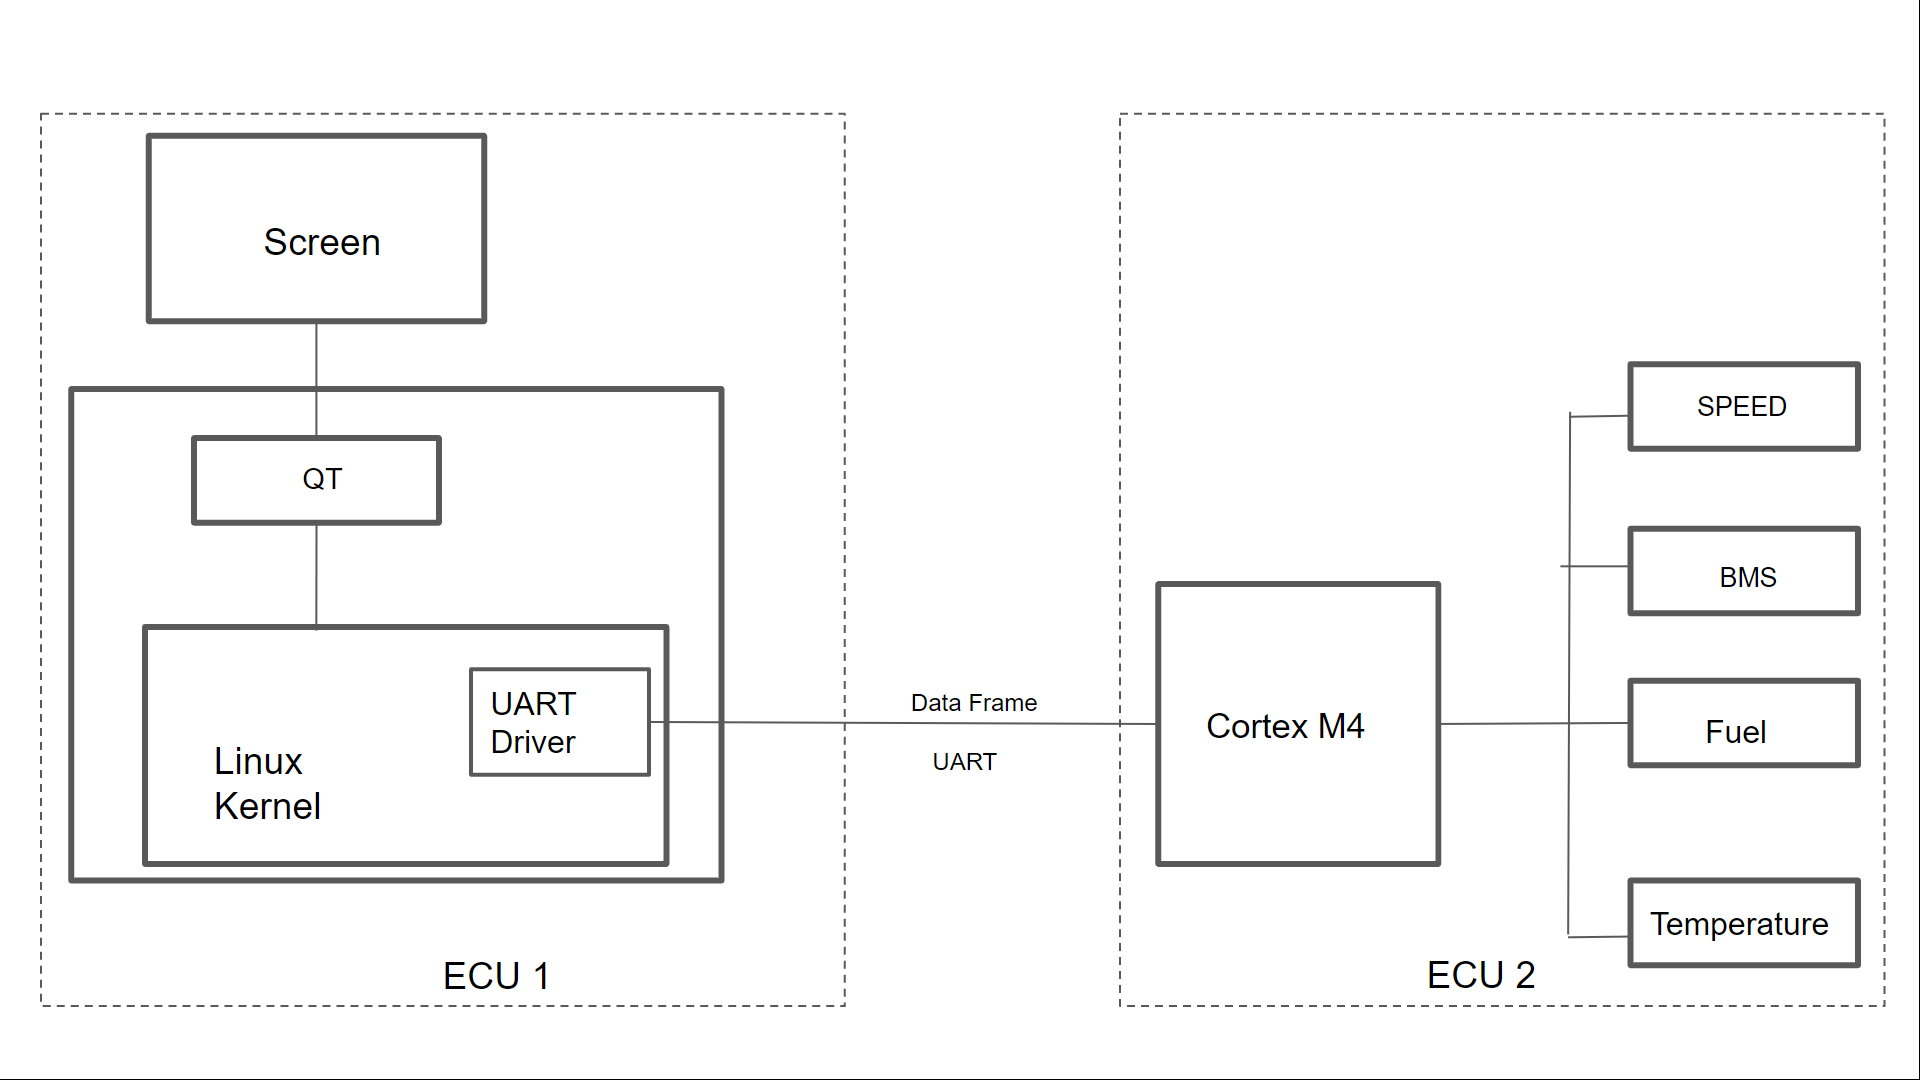 Screen
QT
UART
Driver
Linux
Kernel
ECU 1
Data Frame
UART
Cortex M4
SPEED
BMS
Fuel
Temperature
ECU 2